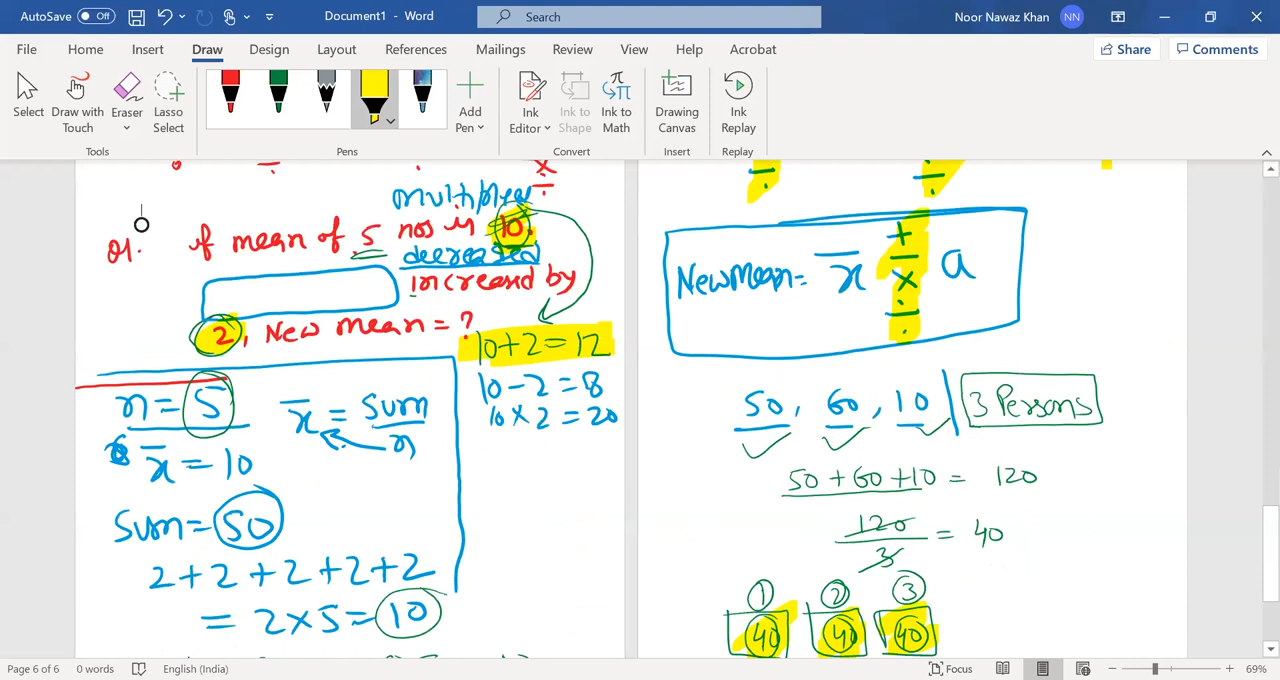 AutoSave Off Document1 - Word Search Noor Nawaz Khan NN
File Home Insert Draw Design Layout References Mailings Review View Help Acrobat Share Comments
Select Draw with Touch Eraser Lasso Select Add Pen Ink Editor Ink to Shape Ink to Math Drawing Canvas Ink Replay
Tools Pens Convert Insert Replay
multiplied
Q1. if mean of 5 nos is 10.
decreased
increased by
2, New mean = ?
10+2=12
10-2=8
10×2=20
n = 5
x̄ = sum/n
x̄ = 10
Sum = 50
2+2+2+2+2
= 2×5=10
New Mean = x̄ + - × ÷ a
50, 60, 10 | 3 Persons
50+60+10 = 120
120/3 = 40
1 2 3
40 40 40
Page 6 of 6 0 words English (India) Focus 69%